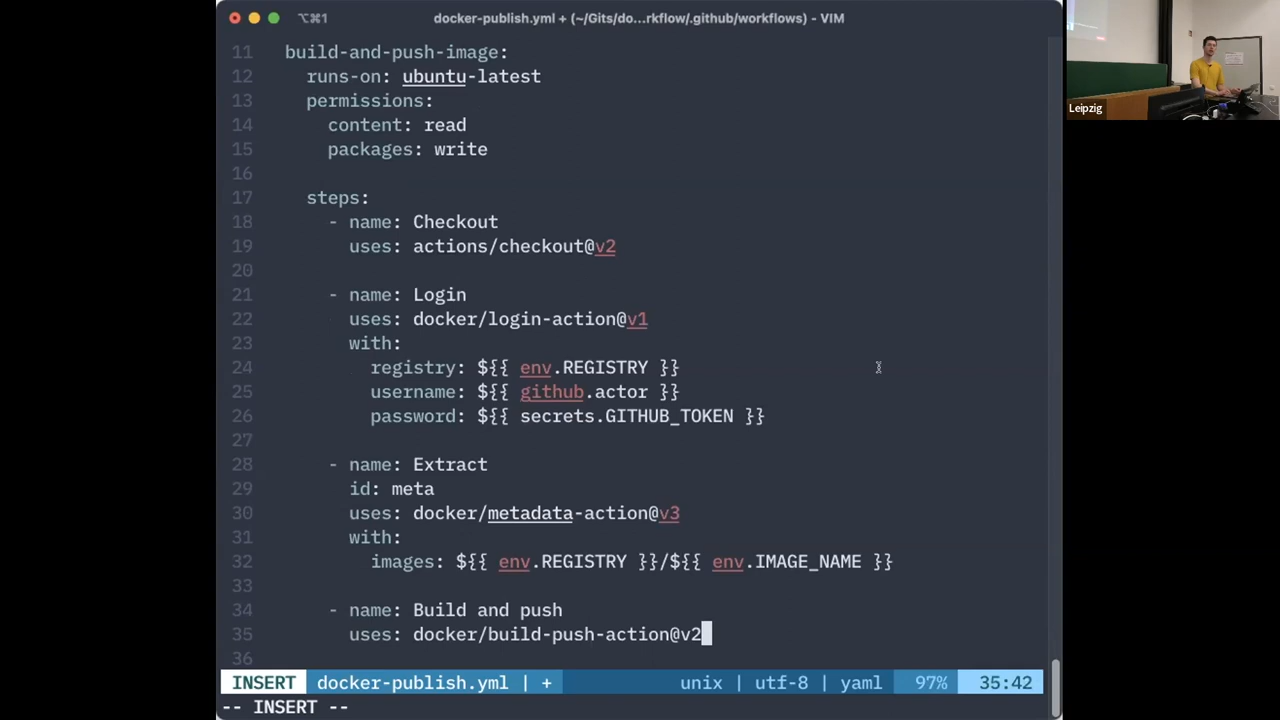 ⌥⌘1 docker-publish.yml + (~/Gits/do...rkflow/.github/workflows) - VIM
11 build-and-push-image:
12 runs-on: ubuntu-latest
13 permissions:
14 content: read
15 packages: write
16
17 steps:
18 - name: Checkout
19 uses: actions/checkout@v2
20
21 - name: Login
22 uses: docker/login-action@v1
23 with:
24 registry: ${{ env.REGISTRY }}
25 username: ${{ github.actor }}
26 password: ${{ secrets.GITHUB_TOKEN }}
27
28 - name: Extract
29 id: meta
30 uses: docker/metadata-action@v3
31 with:
32 images: ${{ env.REGISTRY }}/${{ env.IMAGE_NAME }}
33
34 - name: Build and push
35 uses: docker/build-push-action@v2
36
INSERT docker-publish.yml | + unix | utf-8 | yaml 97% 35:42
-- INSERT --
Leipzig